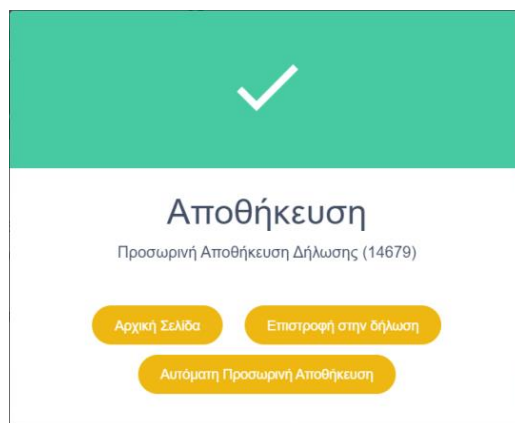 Αποθήκευση
Προσωρινή Αποθήκευση Δήλωσης (14679)
Αρχική Σελίδα
Επιστροφή στην δήλωση
Αυτόματη Προσωρινή Αποθήκευση